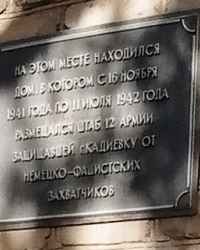 НА ЭТОМ МЕСТЕ НАХОДИЛСЯ
ДОМ, В КОТОРОМ, С 16 НОЯБРЯ
1941 ГОДА ПО 11 ИЮЛЯ 1942 ГОДА
РАЗМЕЩАЛСЯ ШТАБ 12 АРМИИ
ЗАЩИЩАВШЕЙ г.КАДИЕВКУ ОТ
НЕМЕЦКО-ФАШИСТСКИХ
ЗАХВАТЧИКОВ